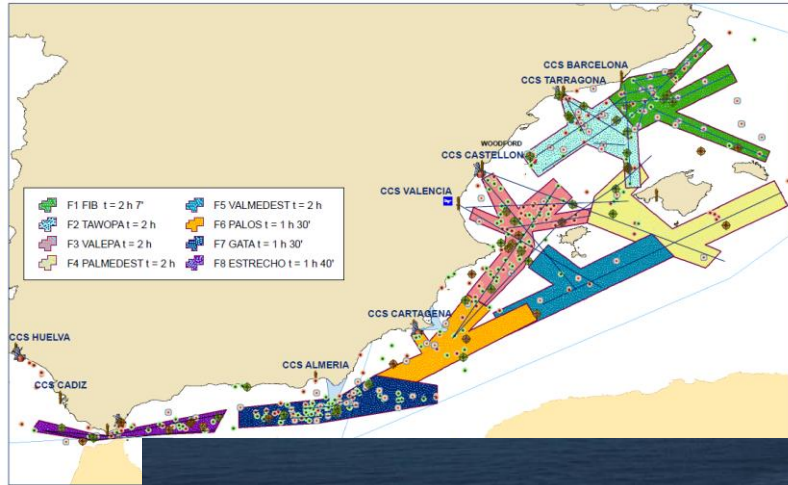 CCS BARCELONA
CCS TARRAGONA
WOODFORD
CCS CASTELLON
CCS VALENCIA
F1 FIB t = 2 h 7'
F2 TAWOPA t = 2 h
F3 VALEPA t = 2 h
F4 PALMEDEST t = 2 h
F5 VALMEDEST t = 2 h
F6 PALOS t = 1 h 30'
F7 GATA t = 1 h 30'
F8 ESTRECHO t = 1 h 40'
CCS CARTAGENA
CCS HUELVA
CCS ALMERIA
CCS CADIZ